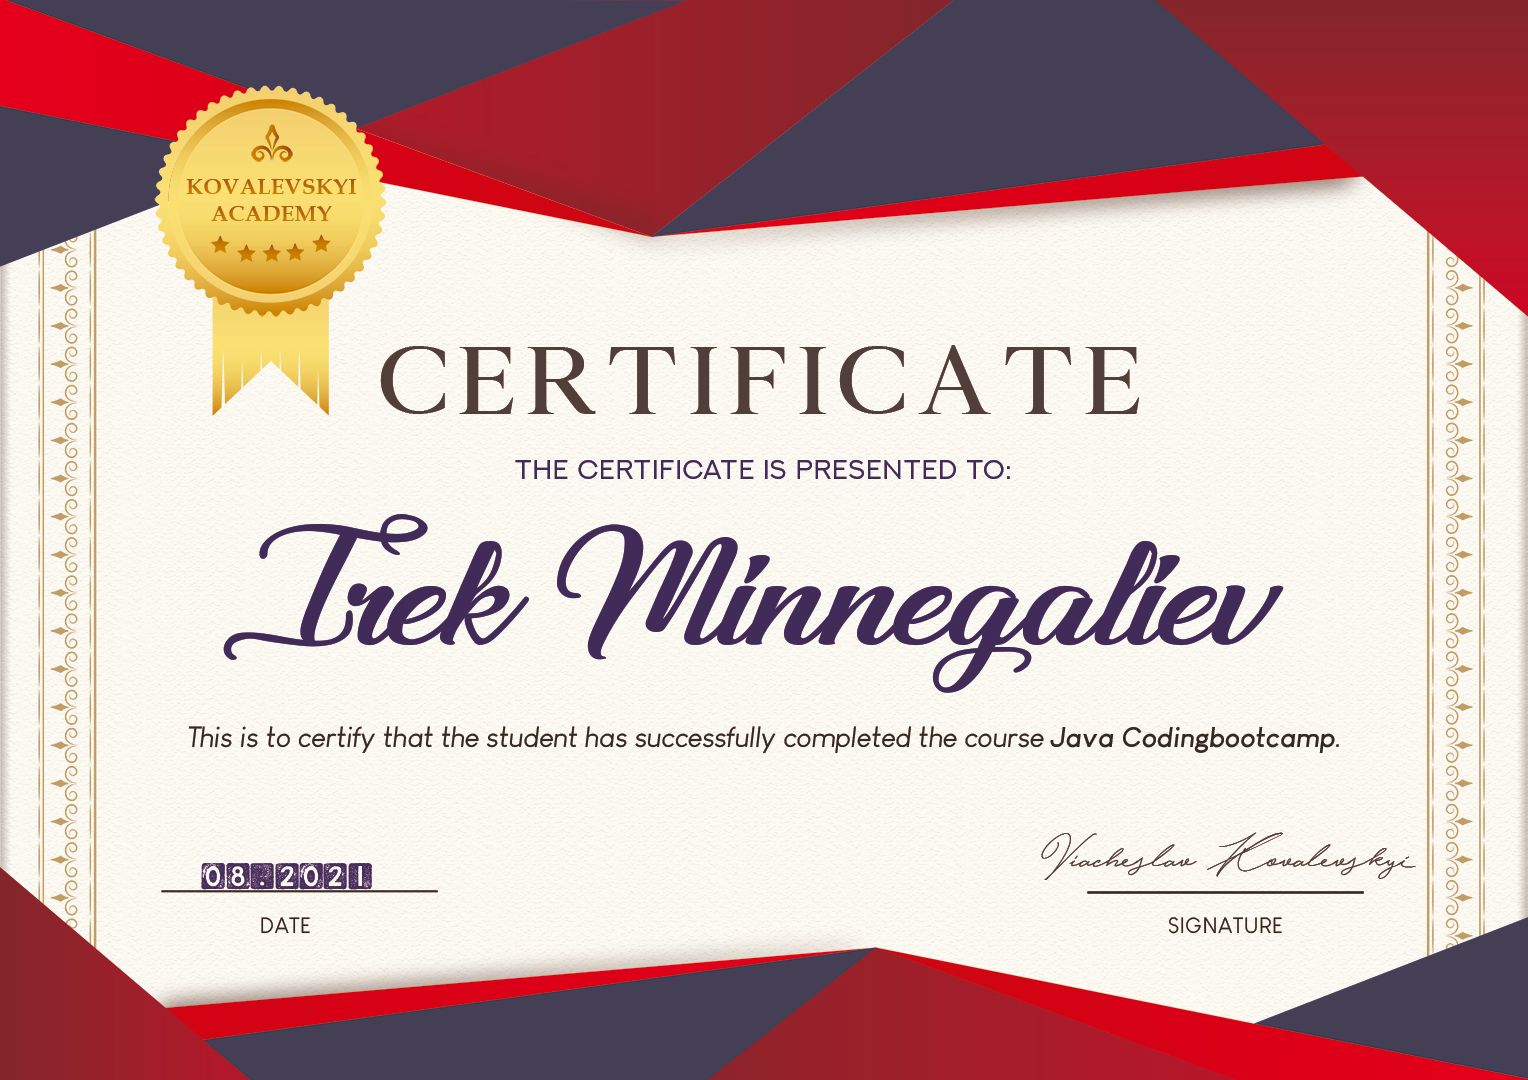 KOVALEVSKYI
ACADEMY
CERTIFICATE
THE CERTIFICATE IS PRESENTED TO:
Trek Minnegaliev
This is to certify that the student has successfully completed the course Java Codingbootcamp.
08.2021
Viacheslav Kovalevskyi
DATE
SIGNATURE